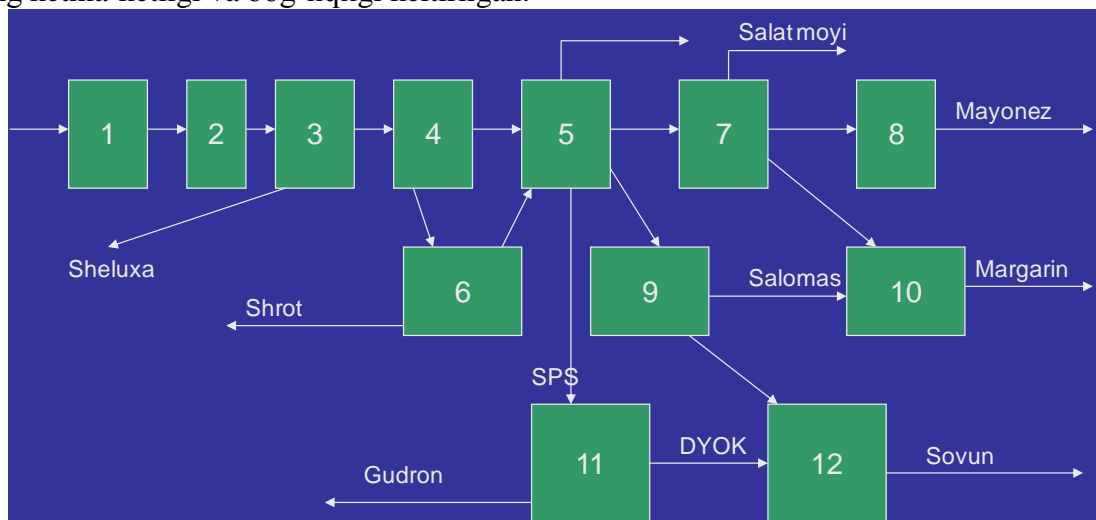 Salat moyi
1
2
3
4
5
7
8
Mayonez
Sheluxa
6
9
Salomas
10
Margarin
Shrot
SPS
11
DYOK
12
Sovun
Gudron